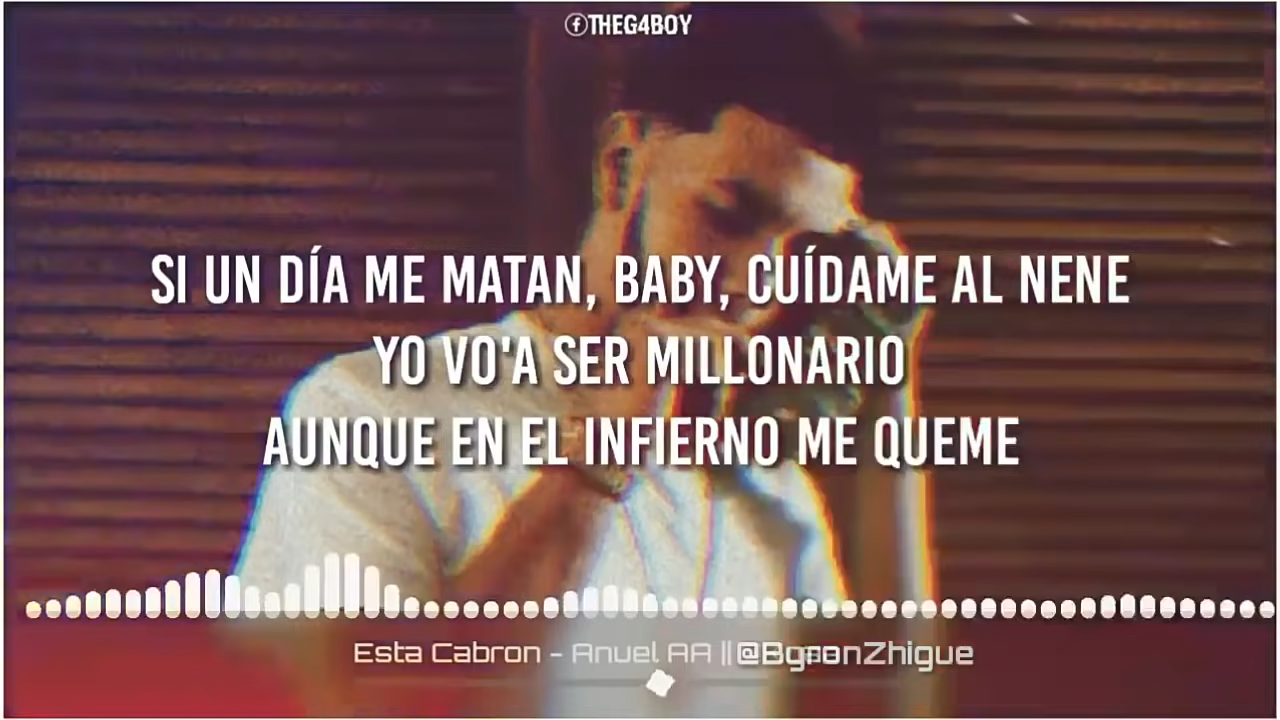 THEG4BOY
SI UN DÍA ME MATAN, BABY, CUÍDAME AL NENE
YO VO'A SER MILLONARIO
AUNQUE EN EL INFIERNO ME QUEME
Esta Cabron - Anuel AA || @ByronZhigue